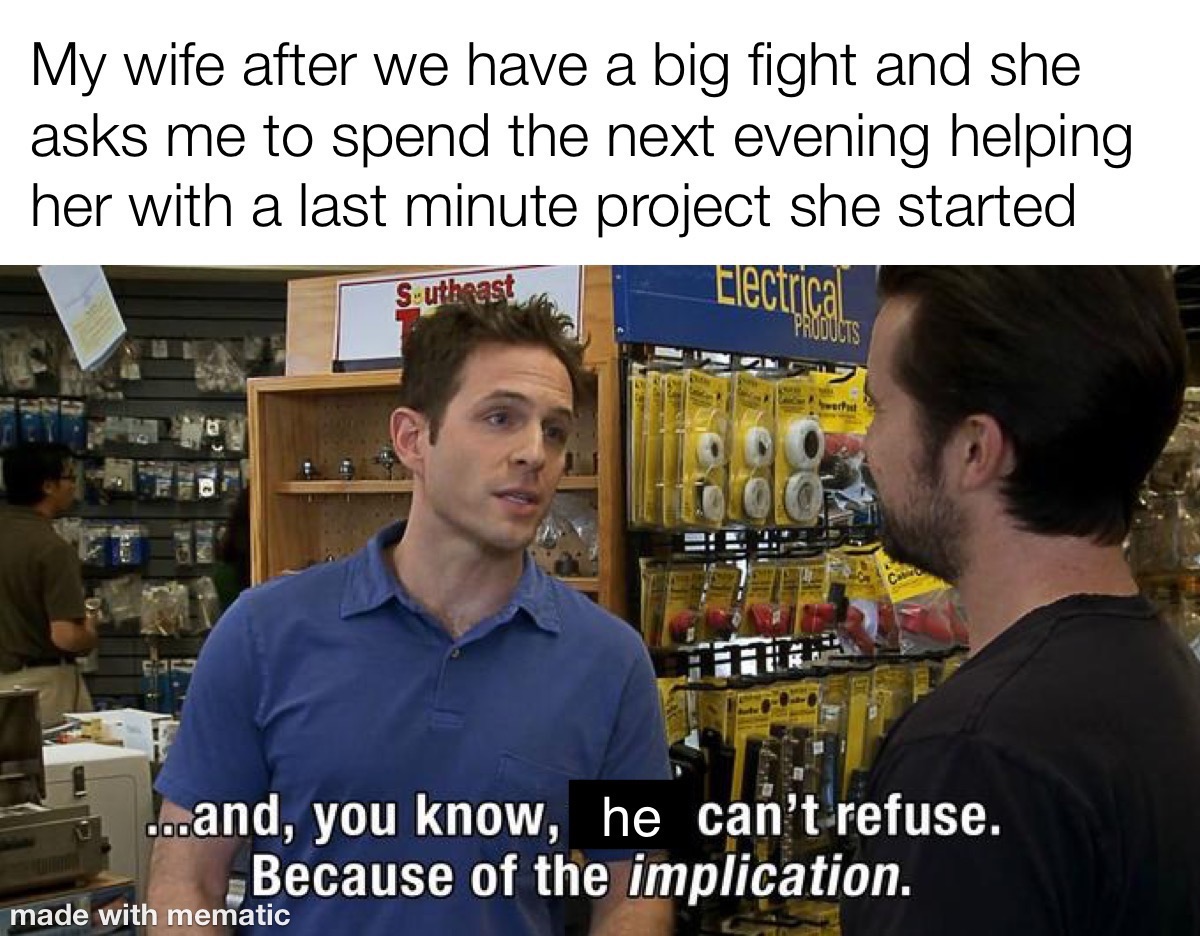 My wife after we have a big fight and she
asks me to spend the next evening helping
her with a last minute project she started
Southeast
Electrical
PRODUCTS
...and, you know, he can't refuse.
Because of the implication.
made with mematic